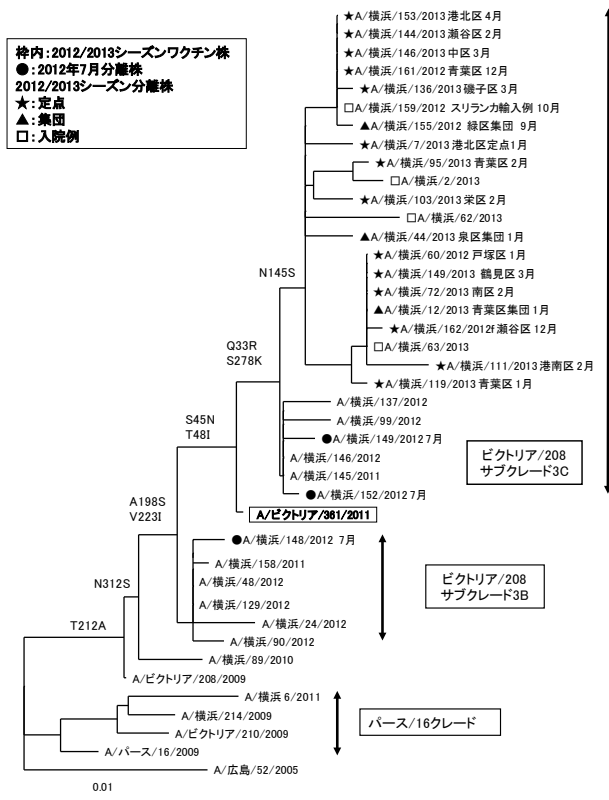 枠内:2012/2013シーズンワクチン株
●:2012年7月分離株
2012/2013シーズン分離株
★:定点
▲:集団
□:入院例
★A/横浜/153/2013 港北区 4月
★A/横浜/144/2013 瀬谷区 2月
★A/横浜/146/2013 中区 3月
★A/横浜/161/2012 青葉区 12月
★A/横浜/136/2013 磯子区 3月
□A/横浜/159/2012 スリランカ輸入例 10月
▲A/横浜/155/2012 緑区集団 9月
★A/横浜/7/2013 港北区定点1月
★A/横浜/95/2013 青葉区 2月
□A/横浜/2/2013
★A/横浜/103/2013 栄区 2月
□A/横浜/62/2013
▲A/横浜/44/2013 泉区集団 1月
★A/横浜/60/2012 戸塚区 1月
N145S
★A/横浜/149/2013 鶴見区 3月
★A/横浜/72/2013 南区 2月
▲A/横浜/12/2013 青葉区集団 1月
★A/横浜/162/2012f 瀬谷区 12月
□A/横浜/63/2013
★A/横浜/111/2013 港南区 2月
★A/横浜/119/2013 青葉区 1月
Q33R
S278K
A/横浜/137/2012
A/横浜/99/2012
●A/横浜/149/2012 7月
A/横浜/146/2012
A/横浜/145/2011
●A/横浜/152/2012 7月
S45N
T48I
ビクトリア/208
サブクレード3C
A/ビクトリア/361/2011
A198S
V223I
●A/横浜/148/2012 7月
A/横浜/158/2011
A/横浜/48/2012
A/横浜/129/2012
A/横浜/24/2012
A/横浜/90/2012
ビクトリア/208
サブクレード3B
N312S
A/横浜/89/2010
T212A
A/ビクトリア/208/2009
A/横浜 6/2011
A/横浜/214/2009
A/ビクトリア/210/2009
A/パース/16/2009
パース/16クレード
A/広島/52/2005
0.01